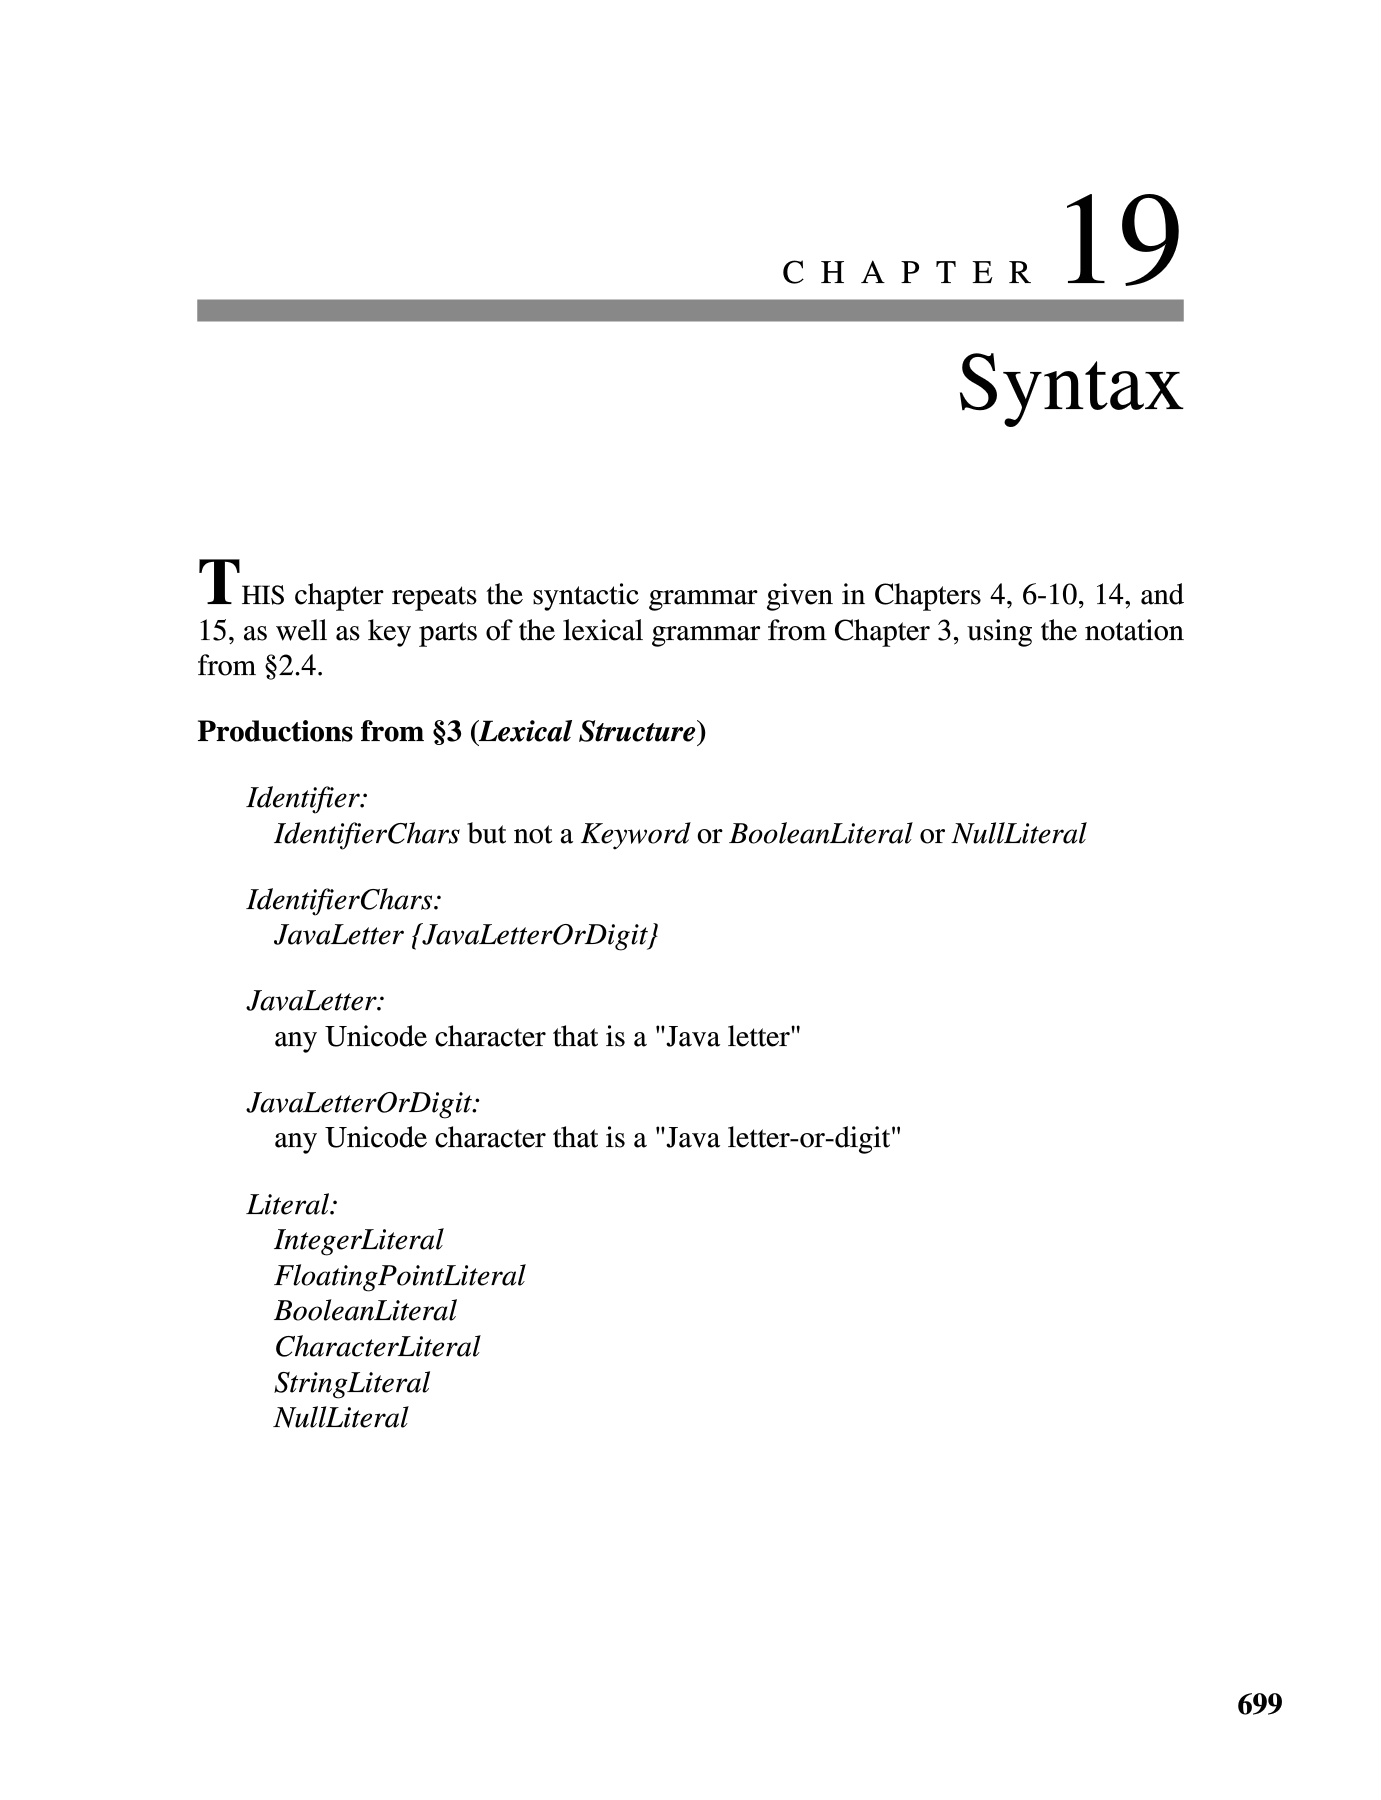 CHAPTER 19
Syntax
THIS chapter repeats the syntactic grammar given in Chapters 4, 6-10, 14, and
15, as well as key parts of the lexical grammar from Chapter 3, using the notation
from §2.4.
Productions from §3 (Lexical Structure)
Identifier:
IdentifierChars but not a Keyword or BooleanLiteral or NullLiteral
IdentifierChars:
JavaLetter {JavaLetterOrDigit}
JavaLetter:
any Unicode character that is a "Java letter"
JavaLetterOrDigit:
any Unicode character that is a "Java letter-or-digit"
Literal:
IntegerLiteral
FloatingPointLiteral
BooleanLiteral
CharacterLiteral
StringLiteral
NullLiteral
699